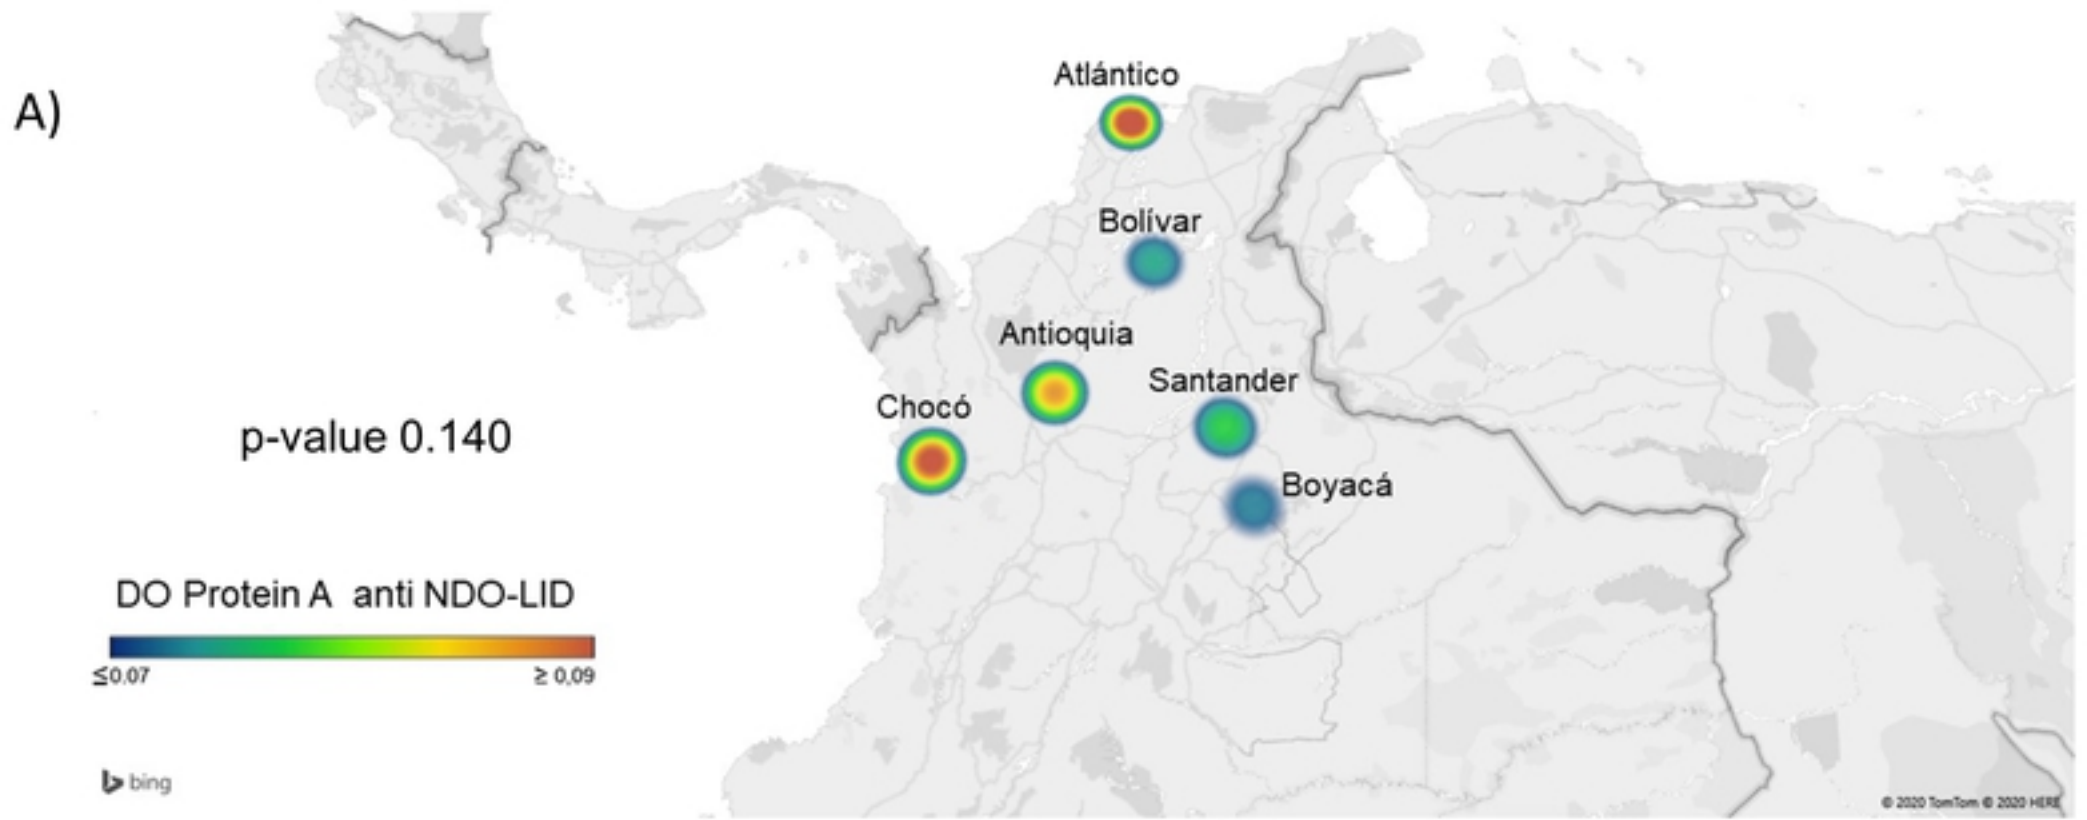 A)
Atlántico
Bolívar
Antioquia
Santander
Chocó
Boyacá
p-value 0.140
DO Protein A anti NDO-LID
≤0.07
≥ 0,09
bing
© 2020 TomTom © 2020 HERE